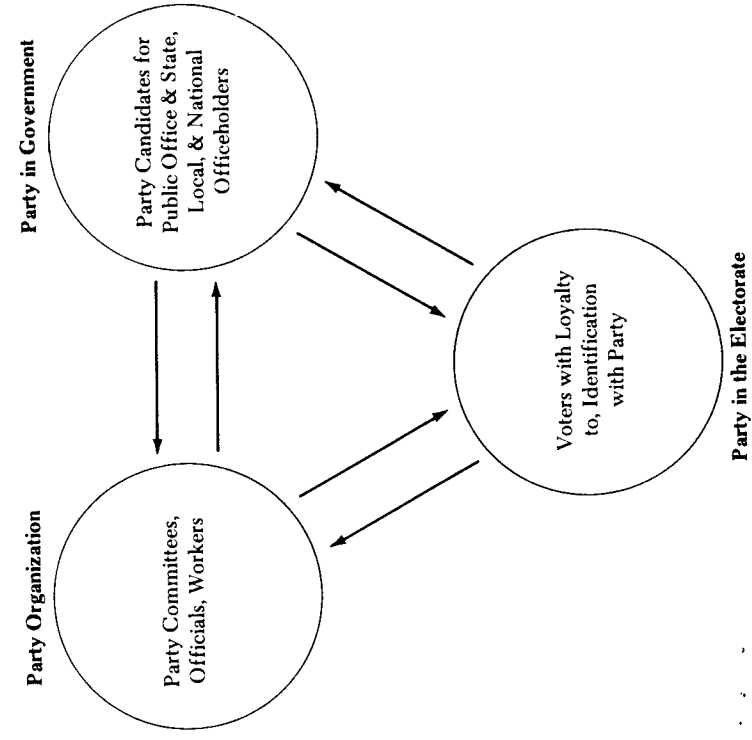 Party Organization
Party Committees,
Officials, Workers
Party in Government
Party Candidates for
Public Office & State,
Local, & National
Officeholders
Voters with Loyalty
to, Identification
with Party
Party in the Electorate